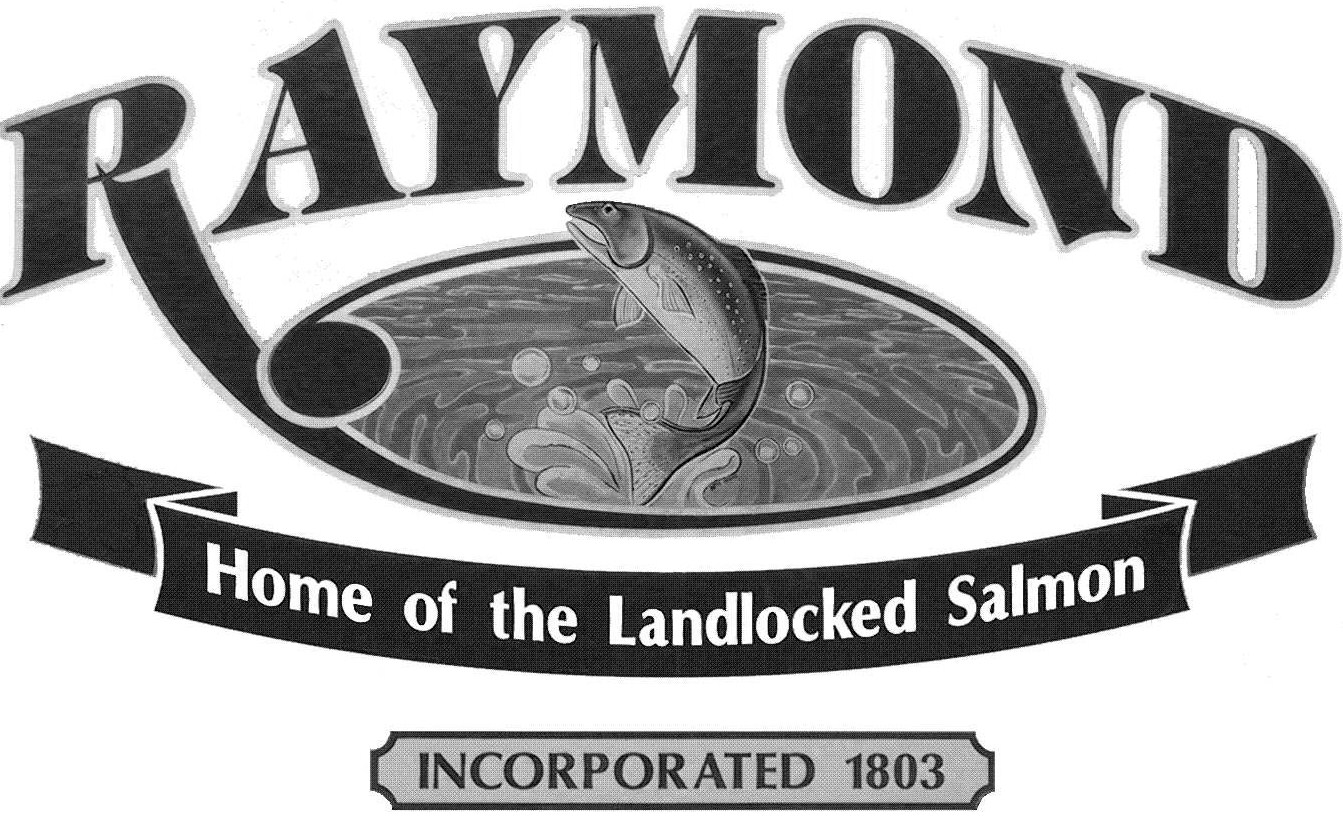 RAYMOND
Home of the Landlocked Salmon
INCORPORATED 1803